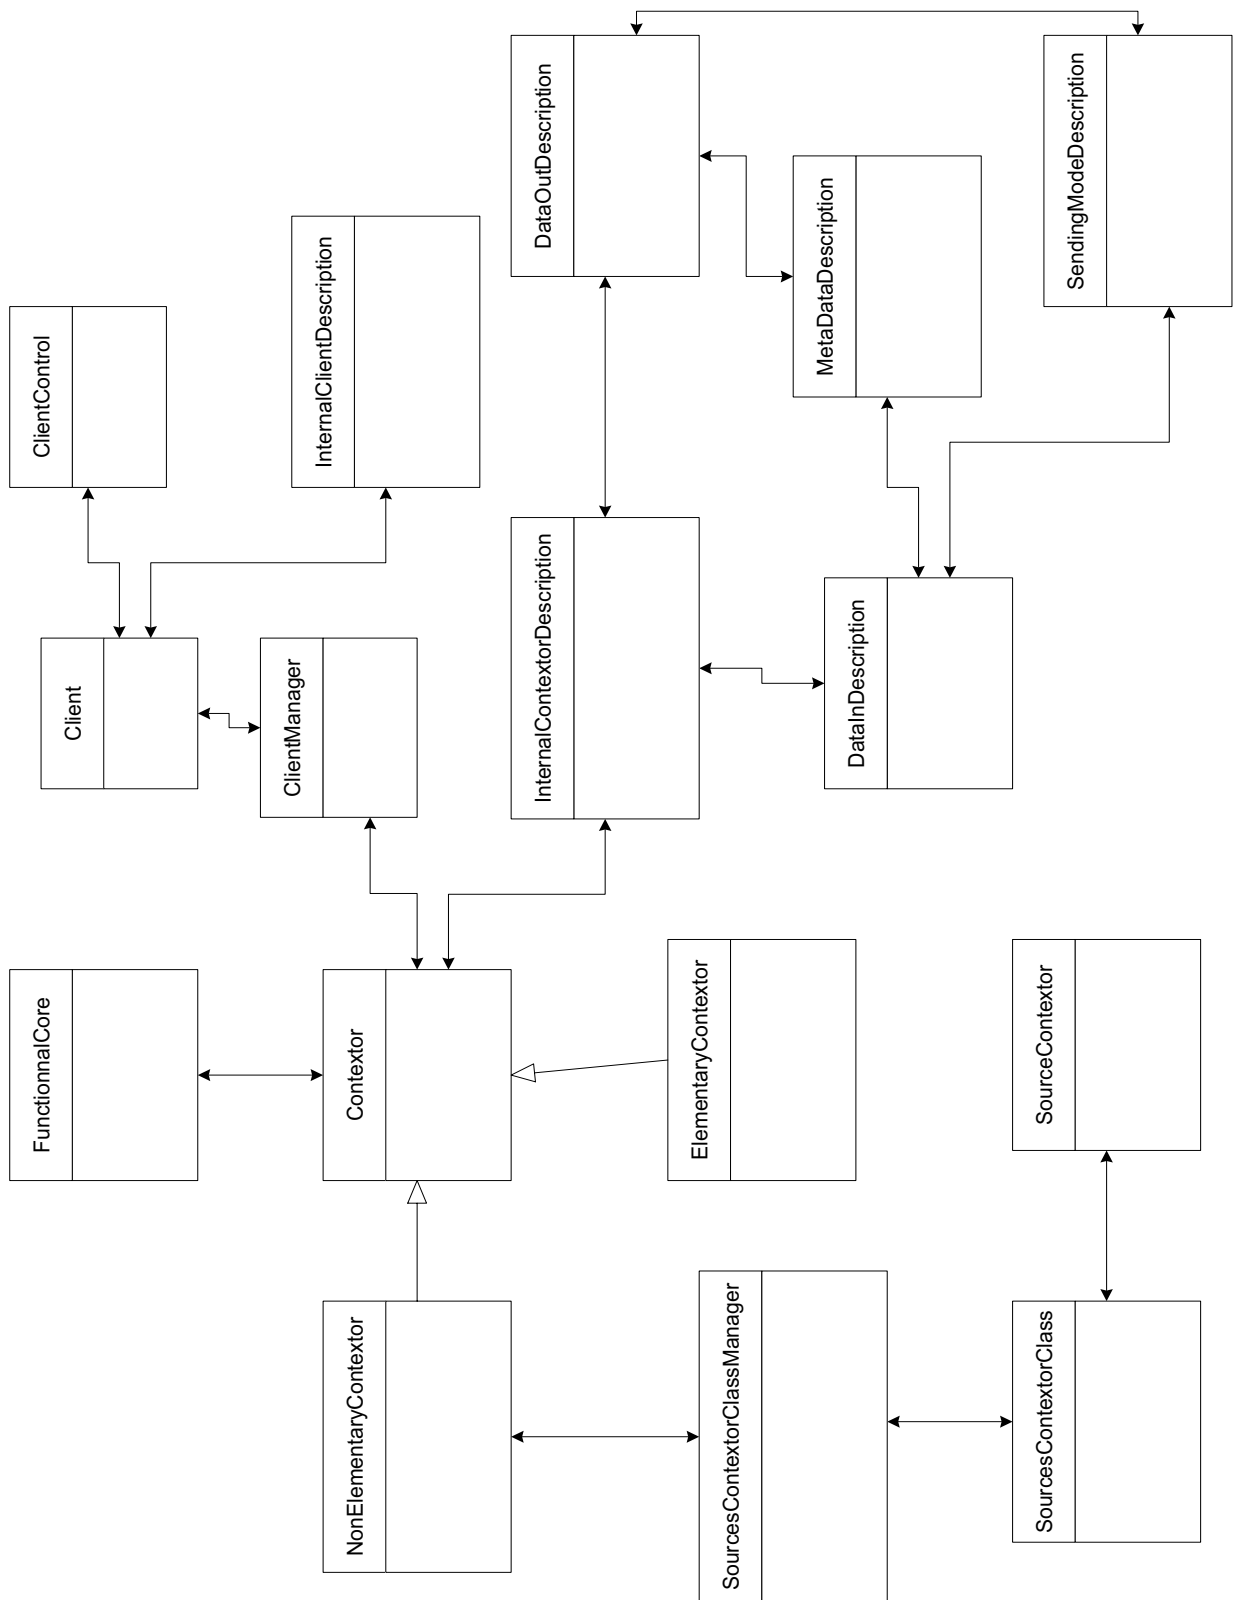 ClientControl
Client
InternalClientDescription
ClientManager
DataOutDescription
MetaDataDescription
SendingModeDescription
InternalContextorDescription
DataInDescription
FunctionnalCore
Contextor
ElementaryContextor
SourceContextor
NonElementaryContextor
SourcesContextorClassManager
SourcesContextorClass